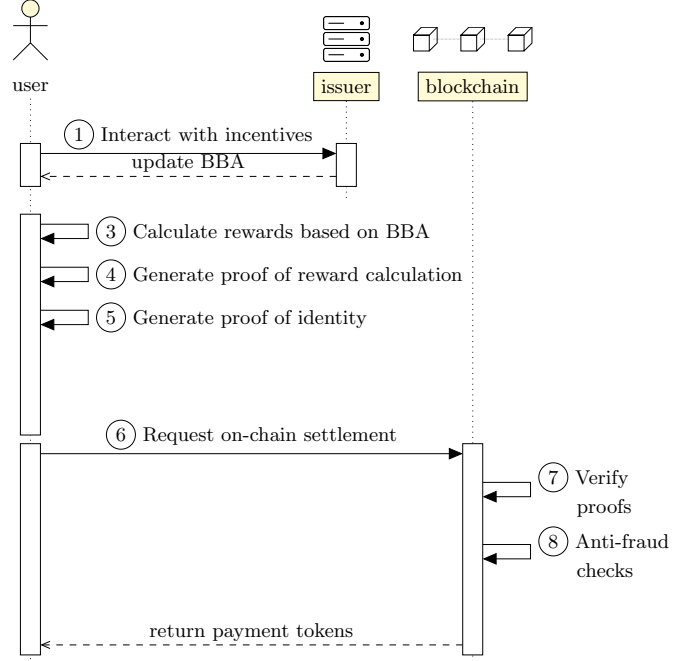 user
issuer
blockchain
1 Interact with incentives
update BBA
3 Calculate rewards based on BBA
4 Generate proof of reward calculation
5 Generate proof of identity
6 Request on-chain settlement
7 Verify
proofs
8 Anti-fraud
checks
return payment tokens